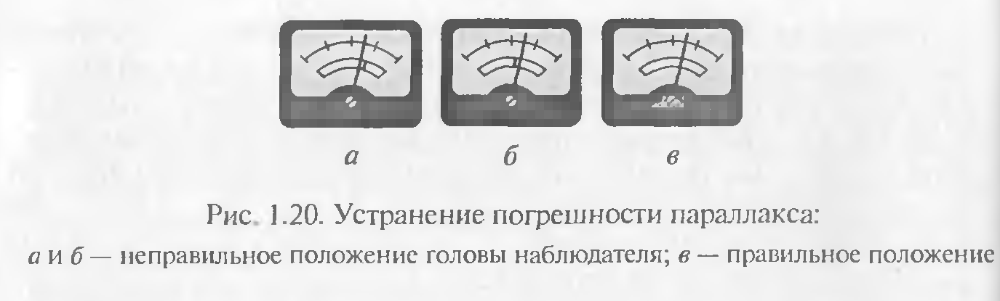 а б в
Рис. 1.20. Устранение погрешности параллакса:
а и б — неправильное положение головы наблюдателя; в — правильное положение